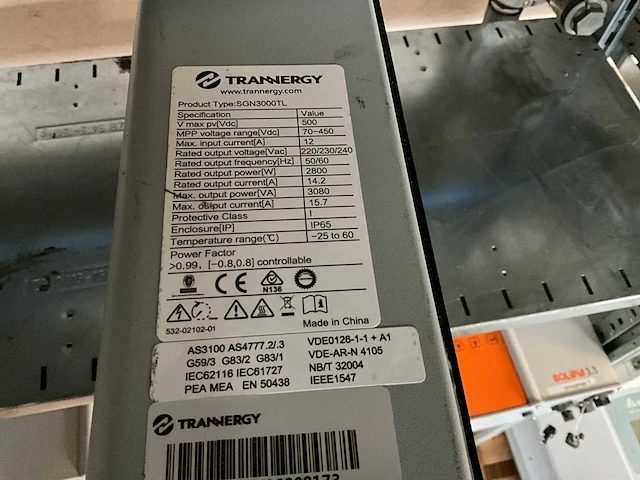 TRANNERGY
www.trannergy.com
Product Type:SGN3000TL
Specification Value
V max pv[Vdc] 500
MPP voltage range[Vdc] 70~450
Max. input current[A] 12
Rated output voltage[Vac] 220/230/240
Rated output frequency[Hz] 50/60
Rated output power[W] 2800
Rated output current[A] 14.2
Max. output power[VA] 3080
Max. output current[A] 15.7
Protective Class I
Enclosure[IP] IP65
Temperature range(℃) -25 to 60
Power Factor
>0.99, [-0.8,0.8] controllable
N136
532-02102-01
Made in China
AS3100 AS4777.2/.3 VDE0126-1-1 + A1
G59/3 G83/2 G83/1 VDE-AR-N 4105
IEC62116 IEC61727 NB/T 32004
PEA MEA EN 50438 IEEE1547
TRANNERGY